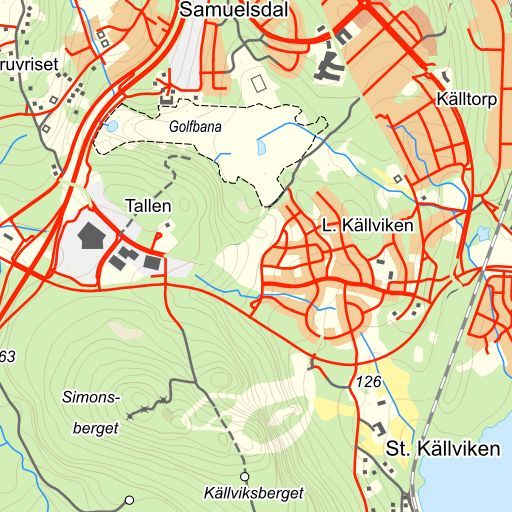 Samuelsdal
ruvriset
Källtorp
Golfbana
Tallen
L. Källviken
63
126
Simons-
berget
St. Källviken
Källviksberget